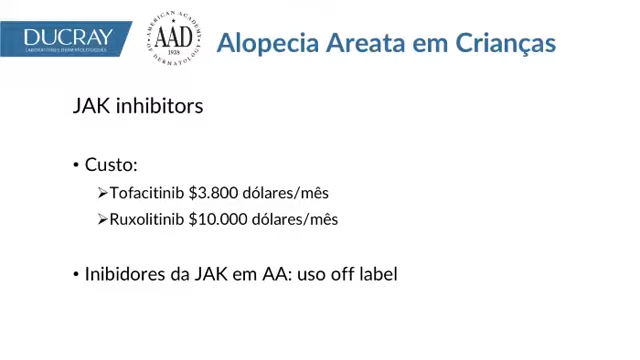 DUCRAY
LABORATOIRES DERMATOLOGIQUES
AMERICAN ACADEMY OF DERMATOLOGY
AAD
1938
Alopecia Areata em Crianças
JAK inhibitors
• Custo:
➢Tofacitinib $3.800 dólares/mês
➢Ruxolitinib $10.000 dólares/mês
• Inibidores da JAK em AA: uso off label